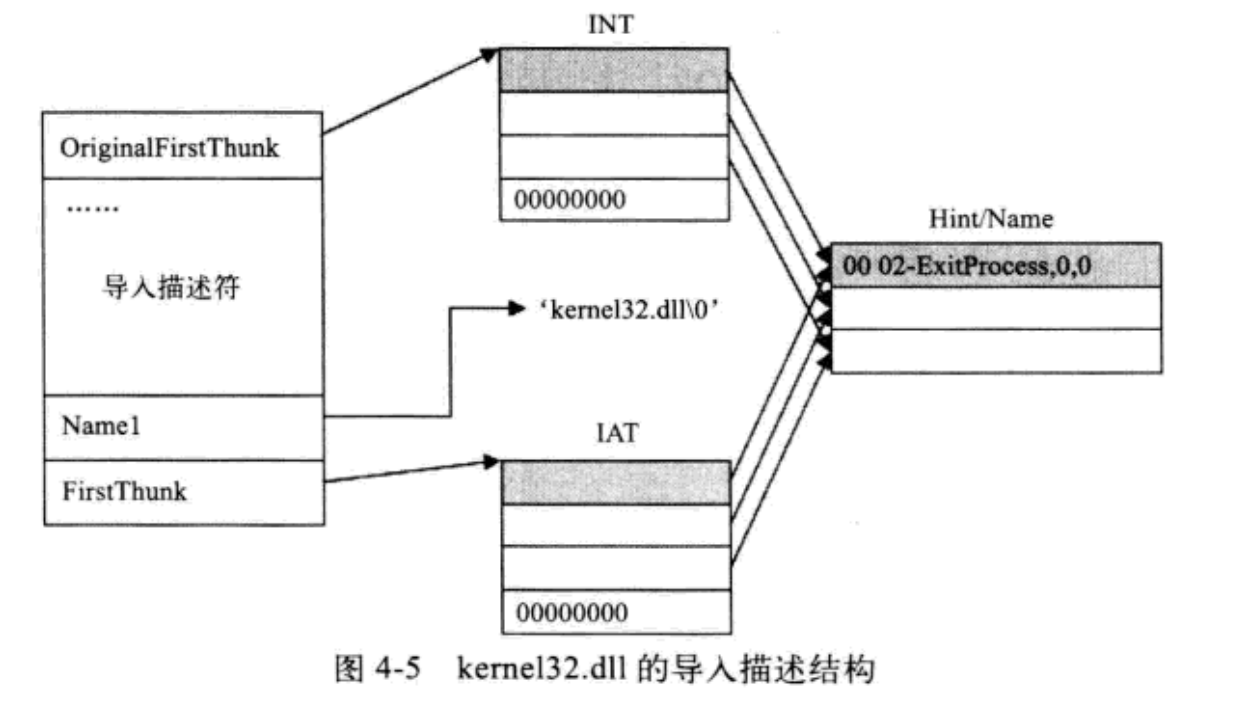 INT
OriginalFirstThunk
……
00000000
Hint/Name
00 02-ExitProcess,0,0
导入描述符
‘kernel32.dll\0’
Name1
IAT
FirstThunk
00000000
图 4-5 kernel32.dll 的导入描述结构